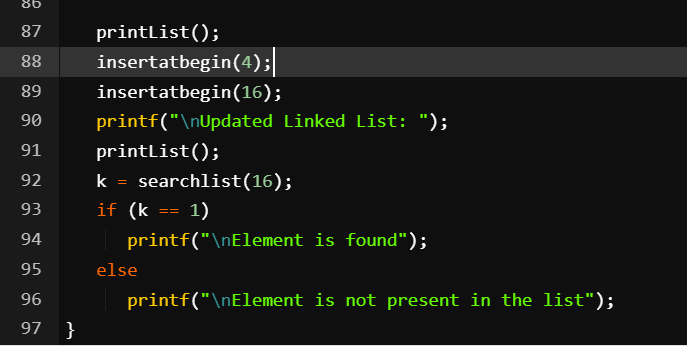 86
87 printList();
88 insertatbegin(4);
89 insertatbegin(16);
90 printf("\nUpdated Linked List: ");
91 printList();
92 k = searchlist(16);
93 if (k == 1)
94 printf("\nElement is found");
95 else
96 printf("\nElement is not present in the list");
97 }